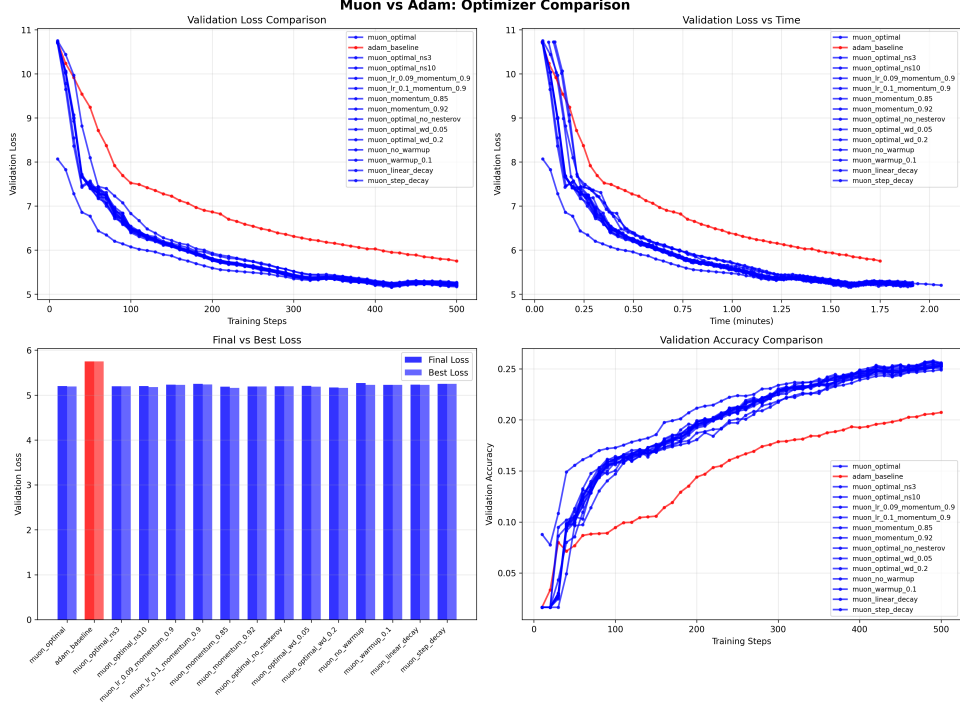 Muon vs Adam: Optimizer Comparison
Validation Loss Comparison
11
10
9
8
7
6
5
Validation Loss
0
100
200
300
400
500
Training Steps
muon_optimal
adam_baseline
muon_optimal_ns3
muon_optimal_ns10
muon_lr_0.09_momentum_0.9
muon_lr_0.1_momentum_0.9
muon_momentum_0.85
muon_momentum_0.92
muon_optimal_no_nesterov
muon_optimal_wd_0.05
muon_optimal_wd_0.2
muon_no_warmup
muon_warmup_0.1
muon_linear_decay
muon_step_decay
Validation Loss vs Time
11
10
9
8
7
6
5
Validation Loss
0.00
0.25
0.50
0.75
1.00
1.25
1.50
1.75
2.00
Time (minutes)
muon_optimal
adam_baseline
muon_optimal_ns3
muon_optimal_ns10
muon_lr_0.09_momentum_0.9
muon_lr_0.1_momentum_0.9
muon_momentum_0.85
muon_momentum_0.92
muon_optimal_no_nesterov
muon_optimal_wd_0.05
muon_optimal_wd_0.2
muon_no_warmup
muon_warmup_0.1
muon_linear_decay
muon_step_decay
Final vs Best Loss
6
5
4
3
2
1
0
Validation Loss
Final Loss
Best Loss
muon_optimal
adam_baseline
muon_optimal_ns3
muon_optimal_ns10
muon_lr_0.09_momentum_0.9
muon_lr_0.1_momentum_0.9
muon_momentum_0.85
muon_momentum_0.92
muon_optimal_no_nesterov
muon_optimal_wd_0.05
muon_optimal_wd_0.2
muon_no_warmup
muon_warmup_0.1
muon_linear_decay
muon_step_decay
Validation Accuracy Comparison
0.25
0.20
0.15
0.10
0.05
Validation Accuracy
0
100
200
300
400
500
Training Steps
muon_optimal
adam_baseline
muon_optimal_ns3
muon_optimal_ns10
muon_lr_0.09_momentum_0.9
muon_lr_0.1_momentum_0.9
muon_momentum_0.85
muon_momentum_0.92
muon_optimal_no_nesterov
muon_optimal_wd_0.05
muon_optimal_wd_0.2
muon_no_warmup
muon_warmup_0.1
muon_linear_decay
muon_step_decay